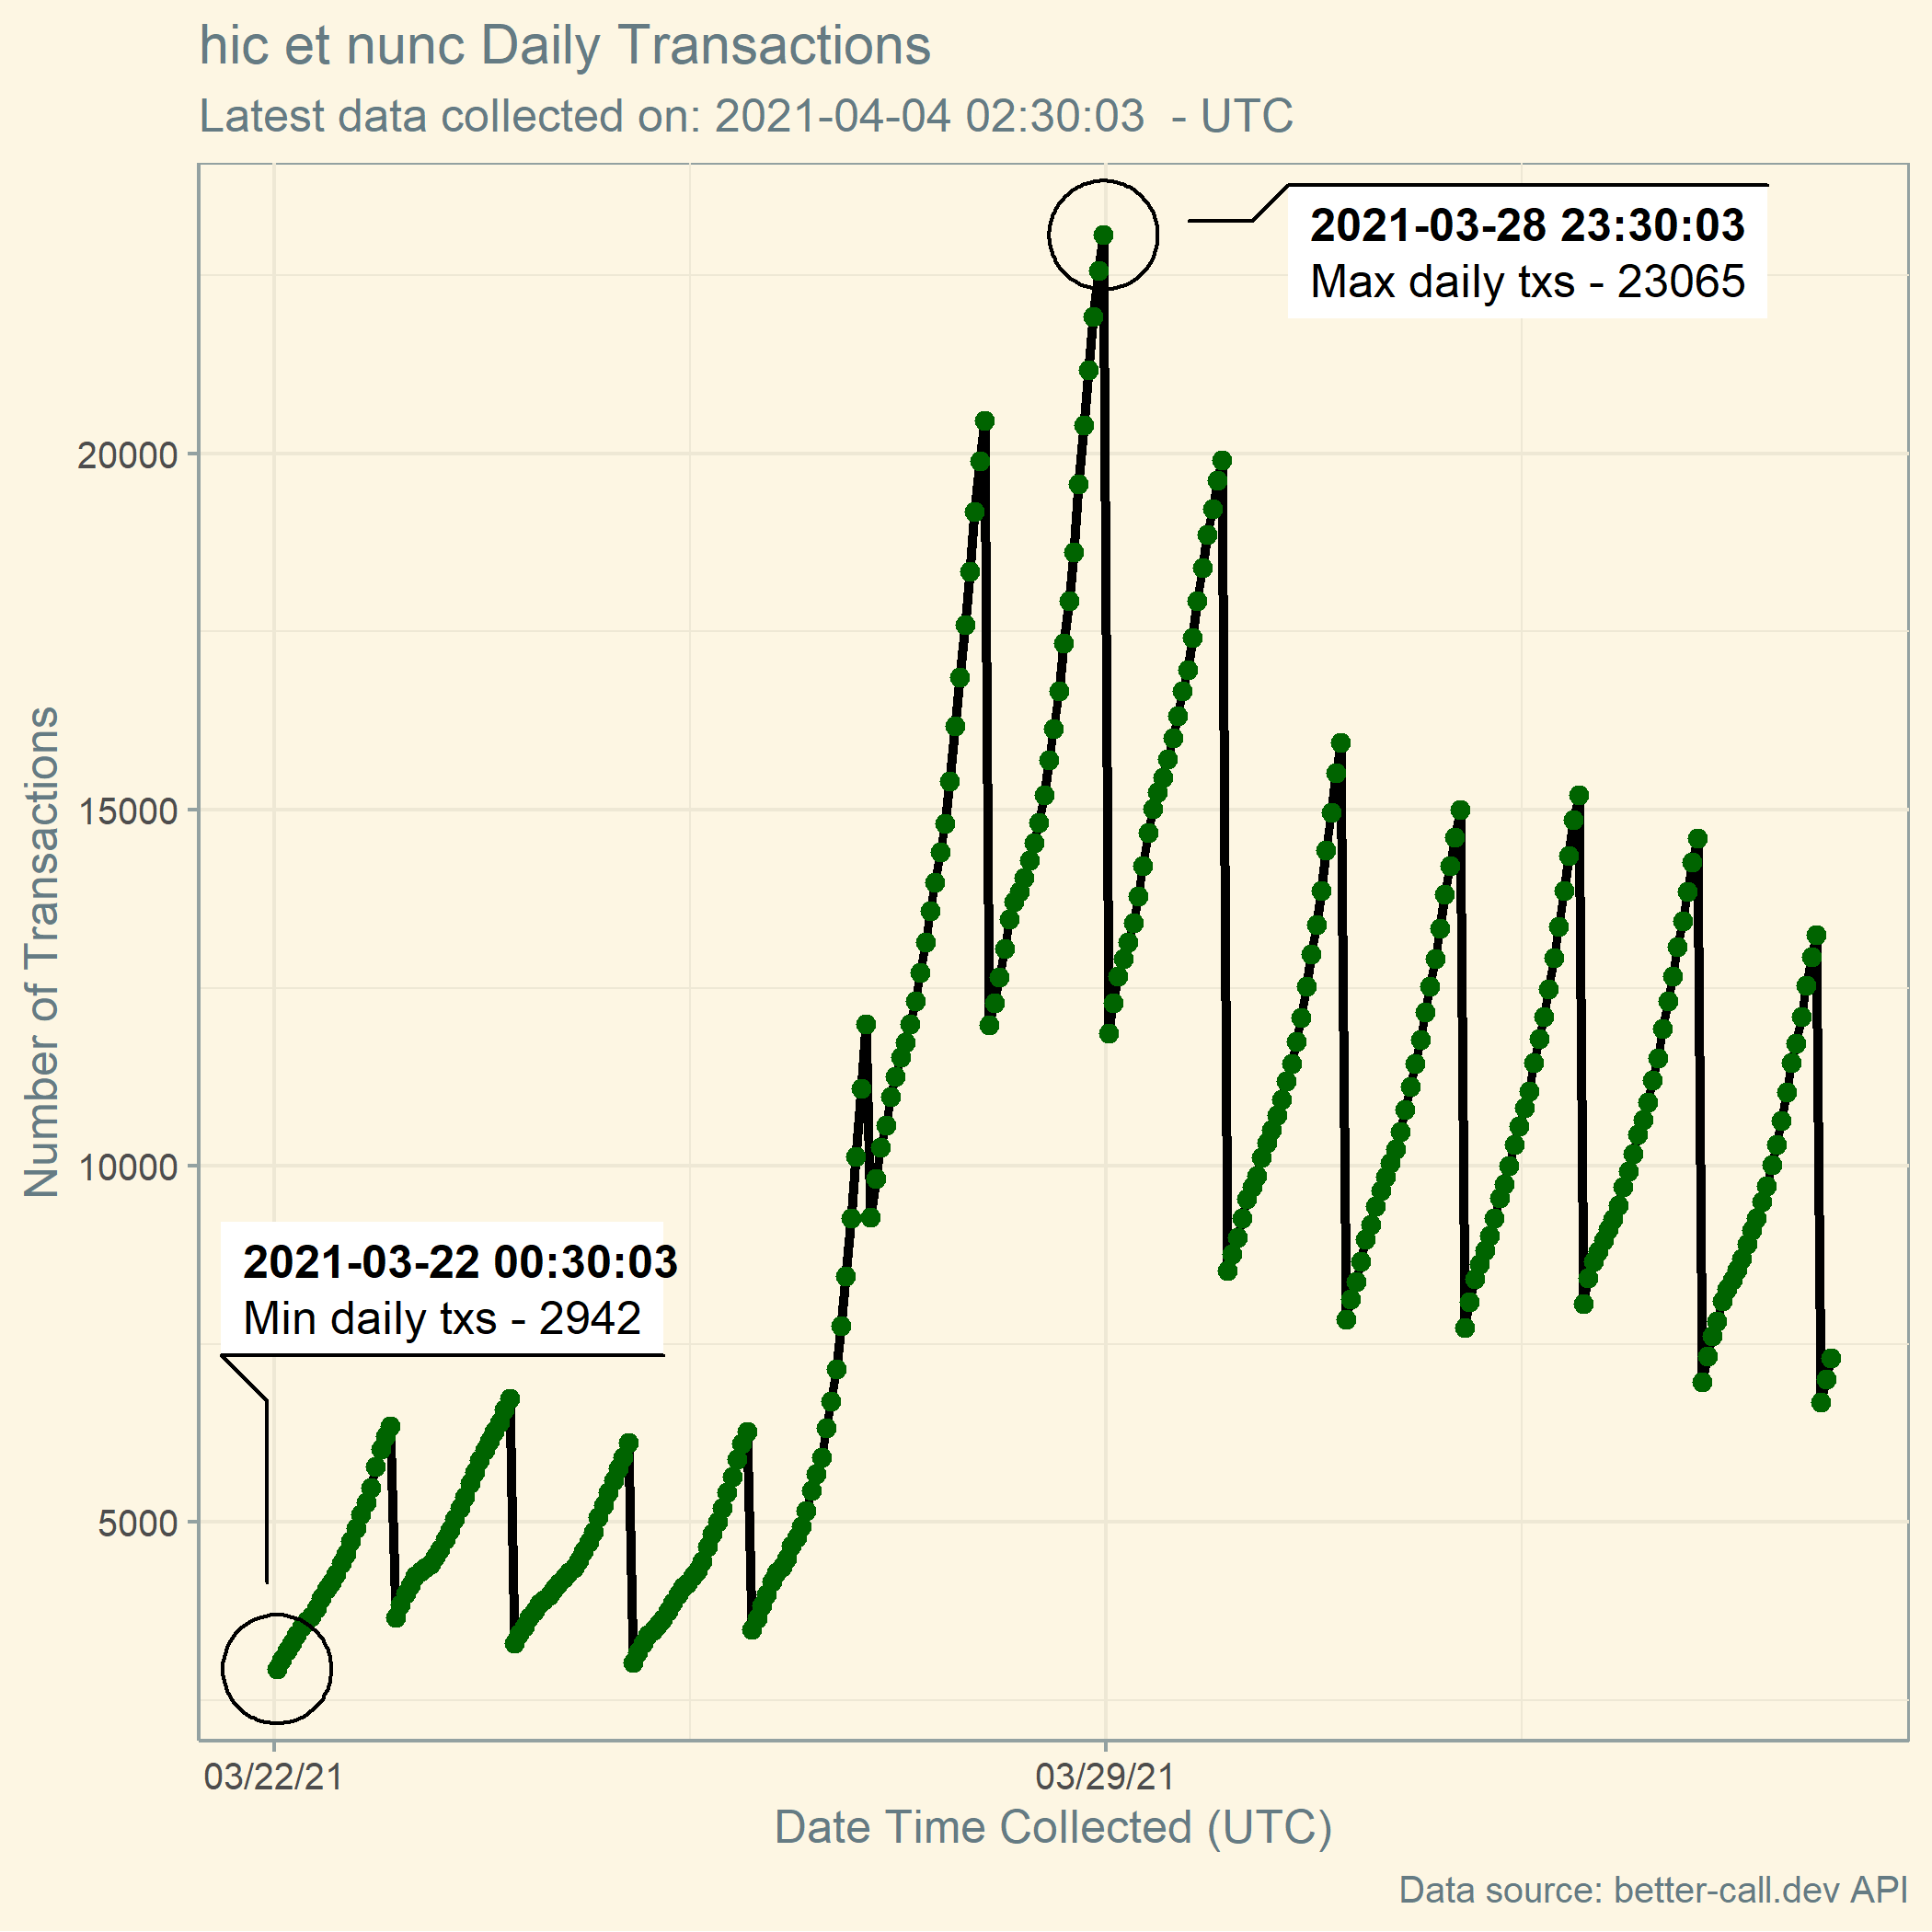 hic et nunc Daily Transactions
Latest data collected on: 2021-04-04 02:30:03  - UTC
2021-03-28 23:30:03
Max daily txs - 23065
20000
15000
10000
5000
Number of Transactions
2021-03-22 00:30:03
Min daily txs - 2942
03/22/21
03/29/21
Date Time Collected (UTC)
Data source: better-call.dev API